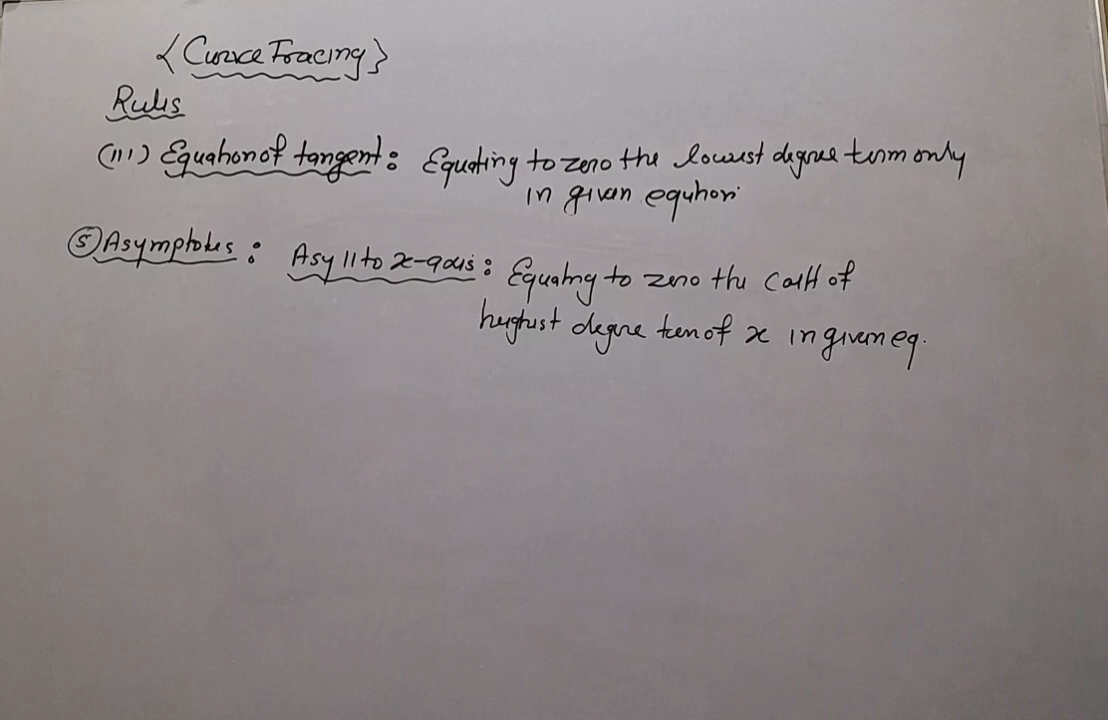 {Curve Tracing}
Rules
(III) Equation of tangent: Equating to zero the lowest degree term only
in given equation
(5) Asymptotes: Asy || to x-axis: Equating to zero the coeff of
highest degree term of x in given eq.